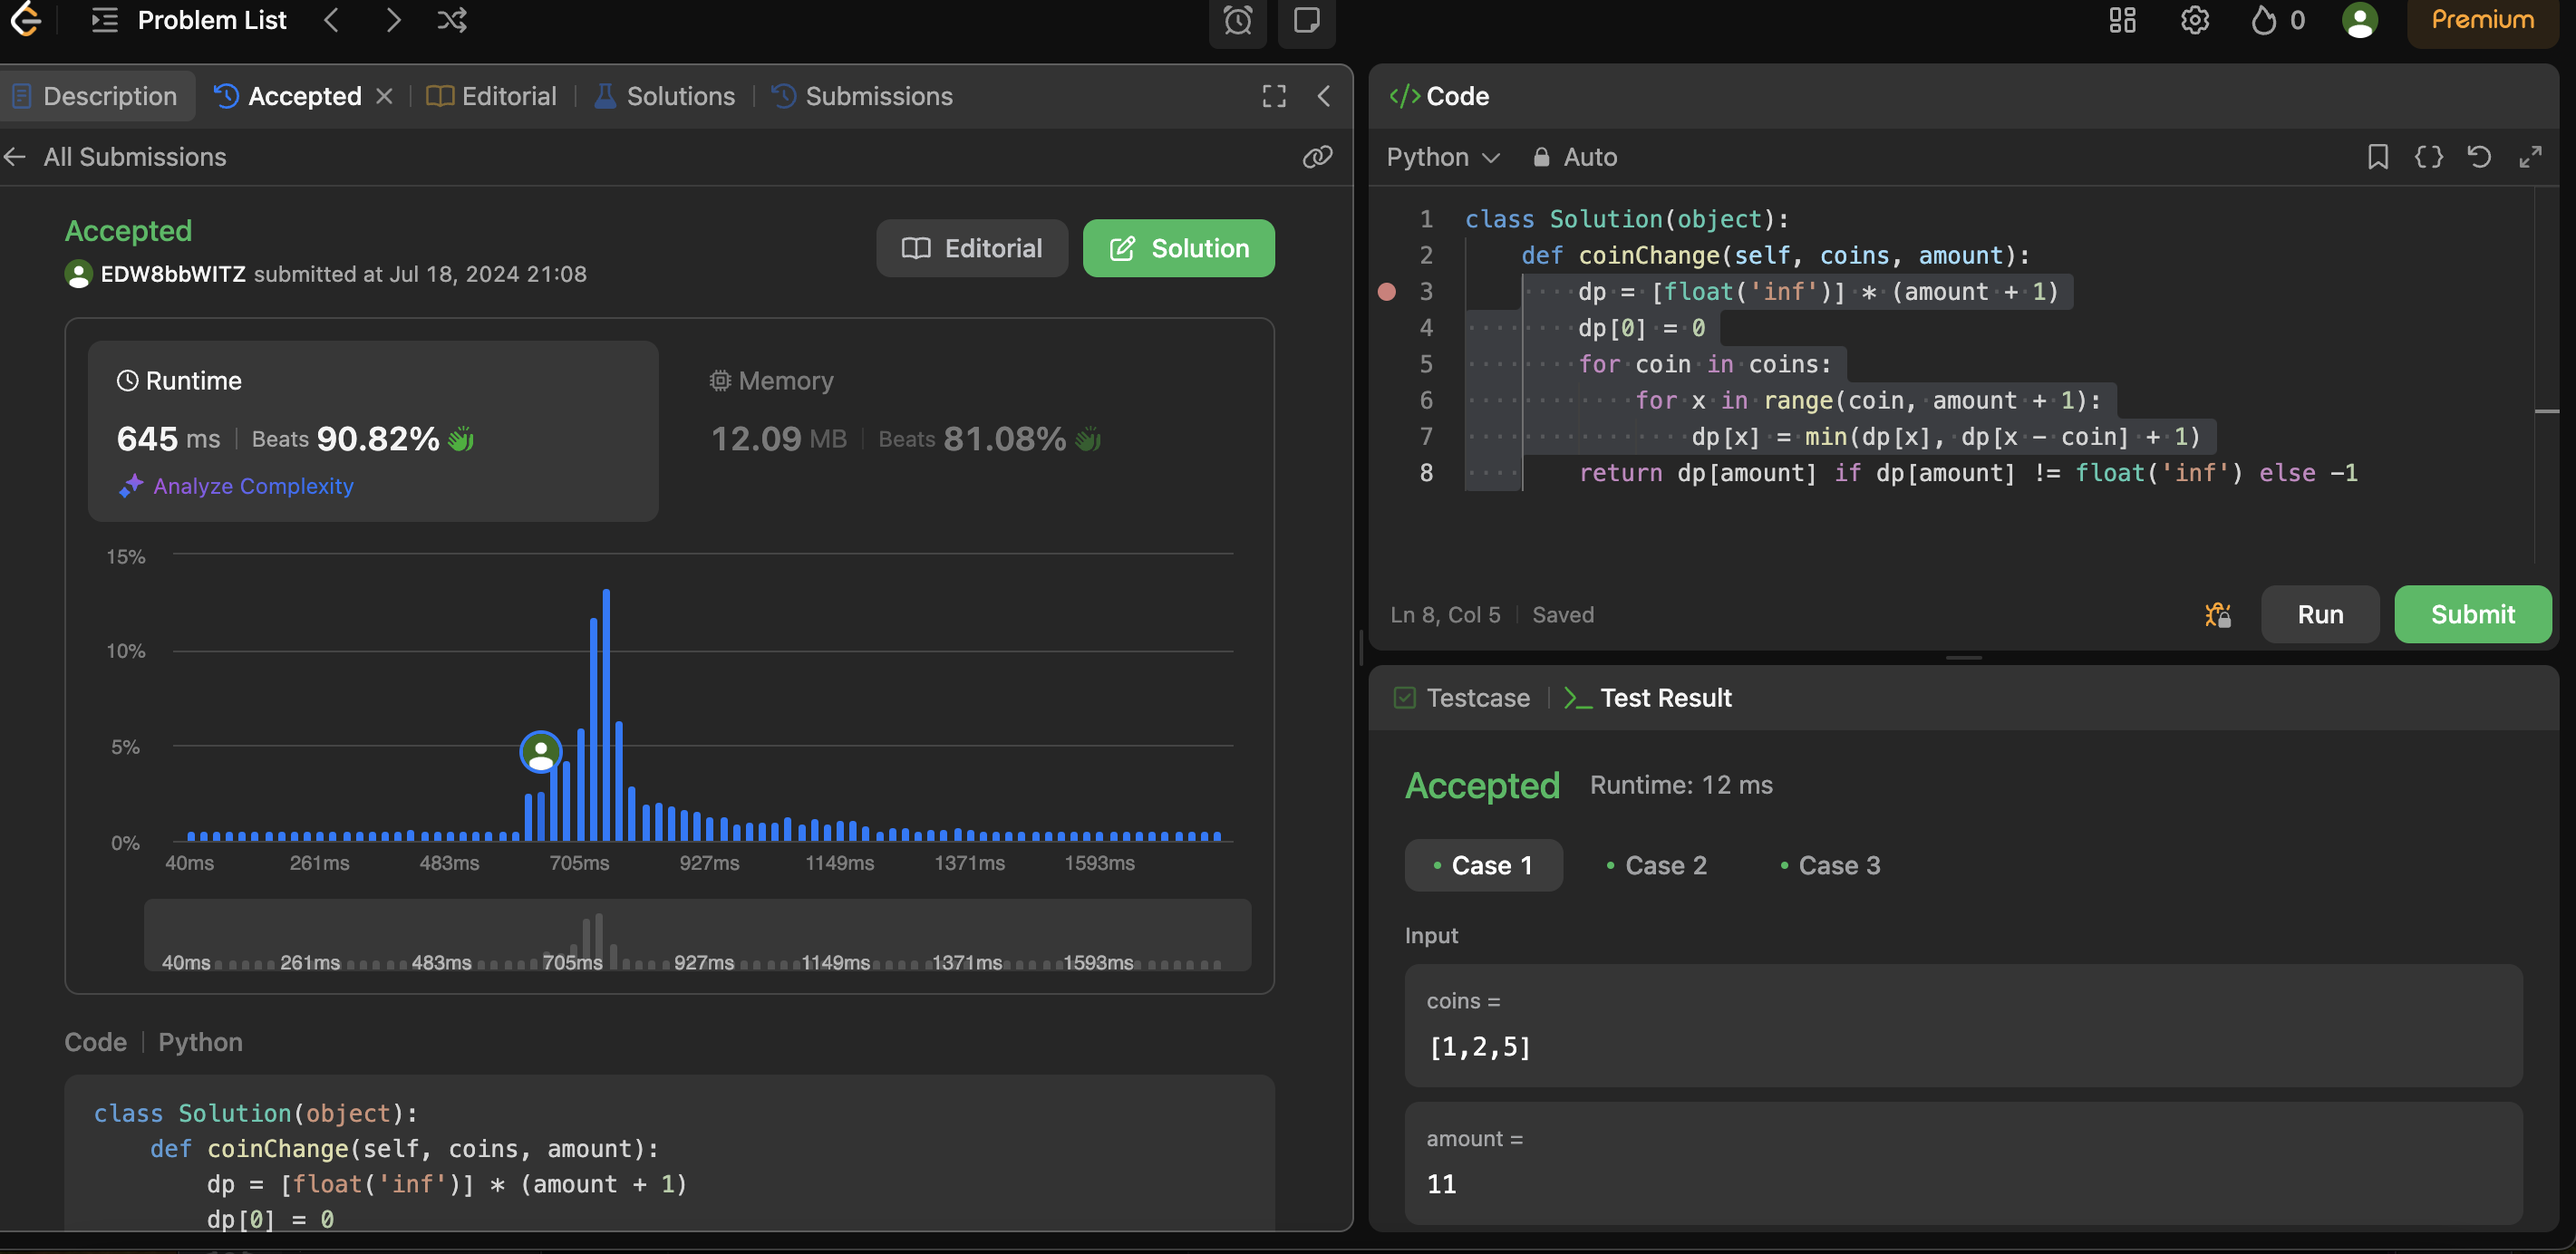 Problem List
0
Premium
Description
Accepted
Editorial
Solutions
Submissions
All Submissions
Accepted
EDW8bbWITZ submitted at Jul 18, 2024 21:08
Editorial
Solution
Runtime
645 ms | Beats 90.82%
Analyze Complexity
Memory
12.09 MB | Beats 81.08%
15%
10%
5%
0%
40ms 261ms 483ms 705ms 927ms 1149ms 1371ms 1593ms
40ms 261ms 483ms 705ms 927ms 1149ms 1371ms 1593ms
Code | Python
class Solution(object):
    def coinChange(self, coins, amount):
        dp = [float('inf')] * (amount + 1)
        dp[0] = 0
</> Code
Python
Auto
1 class Solution(object):
2     def coinChange(self, coins, amount):
3         dp = [float('inf')] * (amount + 1)
4         dp[0] = 0
5         for coin in coins:
6             for x in range(coin, amount + 1):
7                 dp[x] = min(dp[x], dp[x - coin] + 1)
8         return dp[amount] if dp[amount] != float('inf') else -1
Ln 8, Col 5 | Saved
Run
Submit
Testcase
Test Result
Accepted Runtime: 12 ms
Case 1
Case 2
Case 3
Input
coins =
[1,2,5]
amount =
11